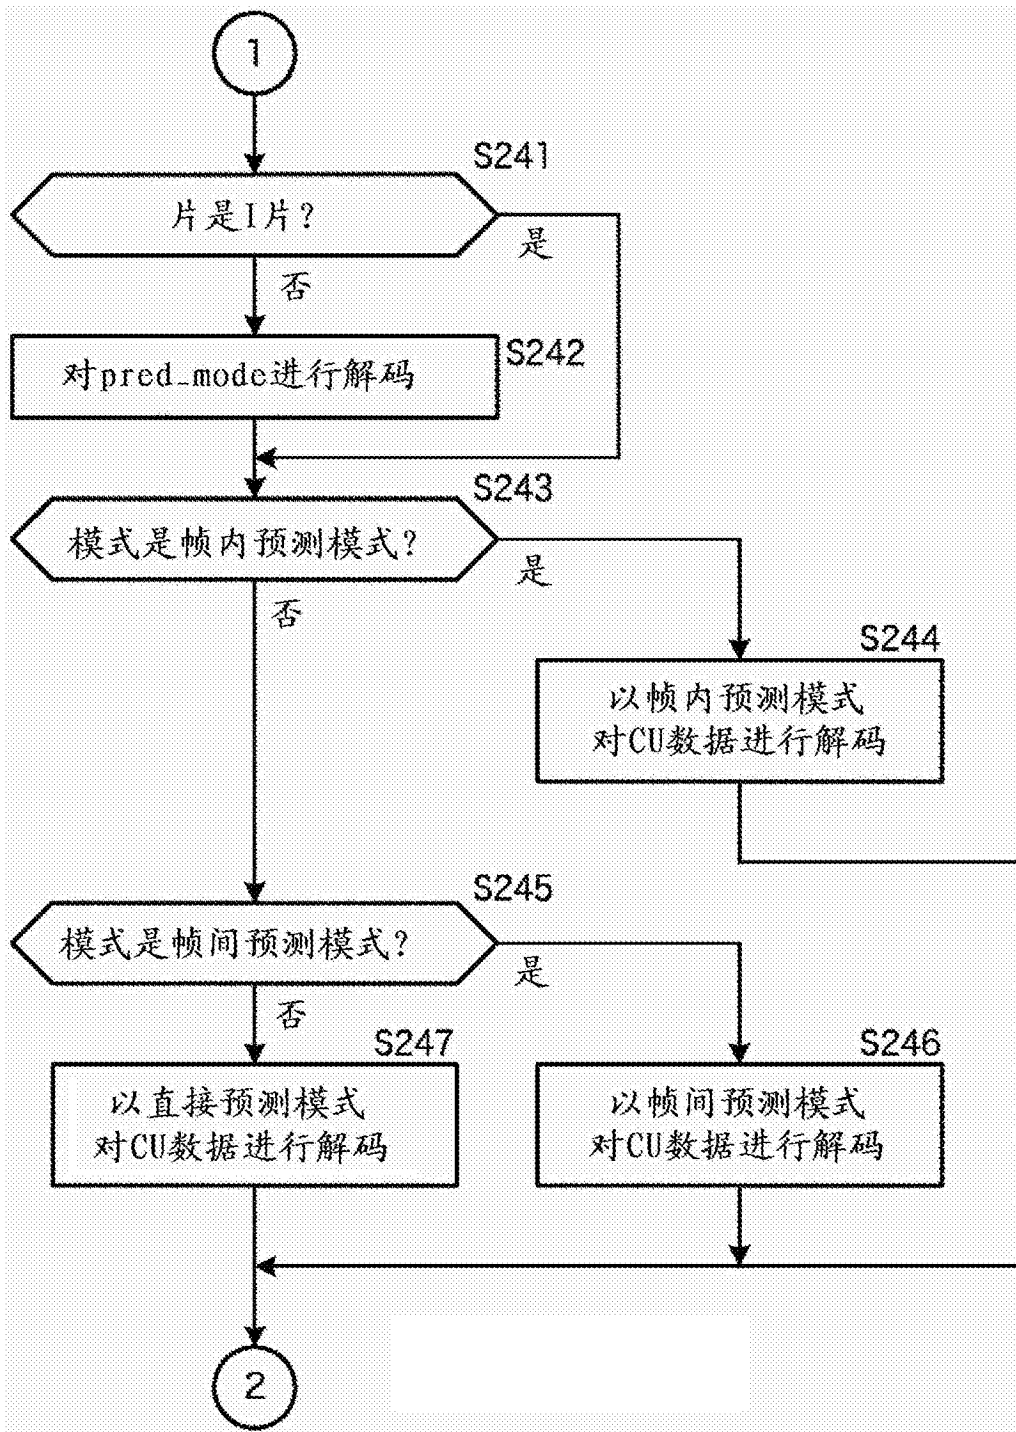 1
S241
片是I片?
是
否
S242
对pred_mode进行解码
S243
模式是帧内预测模式?
是
否
S244
以帧内预测模式
对CU数据进行解码
S245
模式是帧间预测模式?
是
否
S247
以直接预测模式
对CU数据进行解码
S246
以帧间预测模式
对CU数据进行解码
2